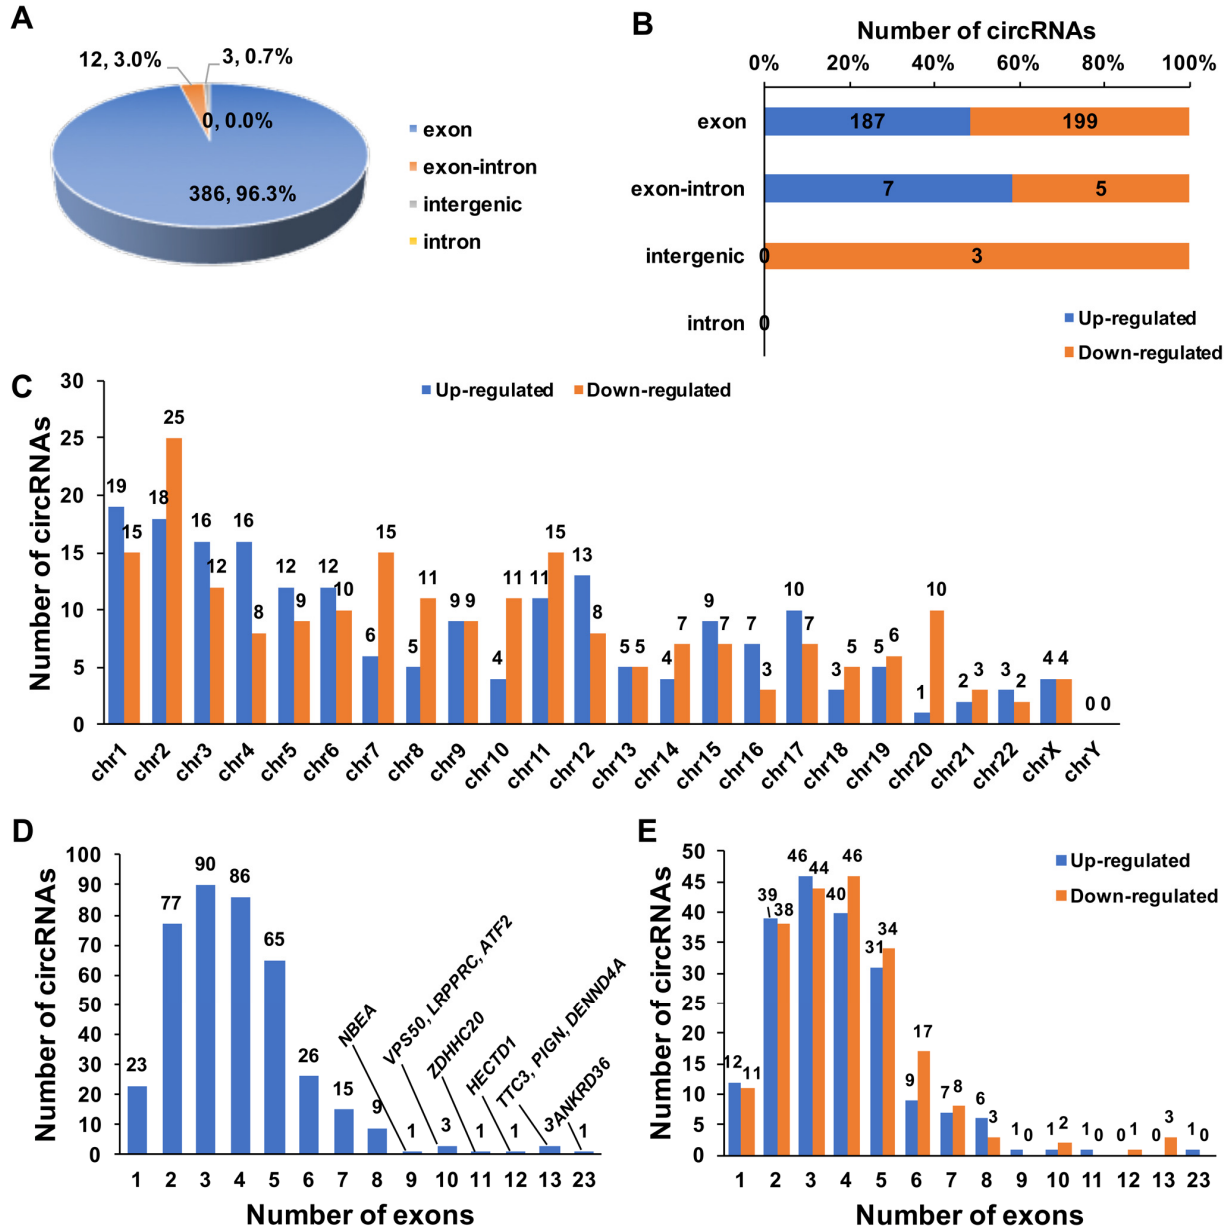 A
12, 3.0%
3, 0.7%
0, 0.0%
386, 96.3%
exon
exon-intron
intergenic
intron
B
Number of circRNAs
0% 20% 40% 60% 80% 100%
exon 187 199
exon-intron 7 5
intergenic 0 3
intron 0
Up-regulated
Down-regulated
C
Up-regulated Down-regulated
Number of circRNAs
30
25
20
15
10
5
0
19 15 18 25 16 12 16 8 12 9 12 10 6 15 5 11 9 9 4 11 11 15 13 8 5 5 4 7 9 7 7 3 10 7 3 5 5 6 1 10 2 3 3 2 4 4 0 0
chr1 chr2 chr3 chr4 chr5 chr6 chr7 chr8 chr9 chr10 chr11 chr12 chr13 chr14 chr15 chr16 chr17 chr18 chr19 chr20 chr21 chr22 chrX chrY
D
Number of circRNAs
100
90
80
70
60
50
40
30
20
10
0
23 77 90 86 65 26 15 9 1 3 1 1 3 1
NBEA
VPS50, LRPPRC, ATF2
ZDHHC20
HECTD1
TTC3, PIGN, DENND4A
ANKRD36
1 2 3 4 5 6 7 8 9 10 11 12 13 23
Number of exons
E
Up-regulated
Down-regulated
Number of circRNAs
50
45
40
35
30
25
20
15
10
5
0
12 11 39 38 46 44 40 46 31 34 9 17 7 8 6 3 1 0 1 2 1 0 0 1 0 3 1 0
1 2 3 4 5 6 7 8 9 10 11 12 13 23
Number of exons